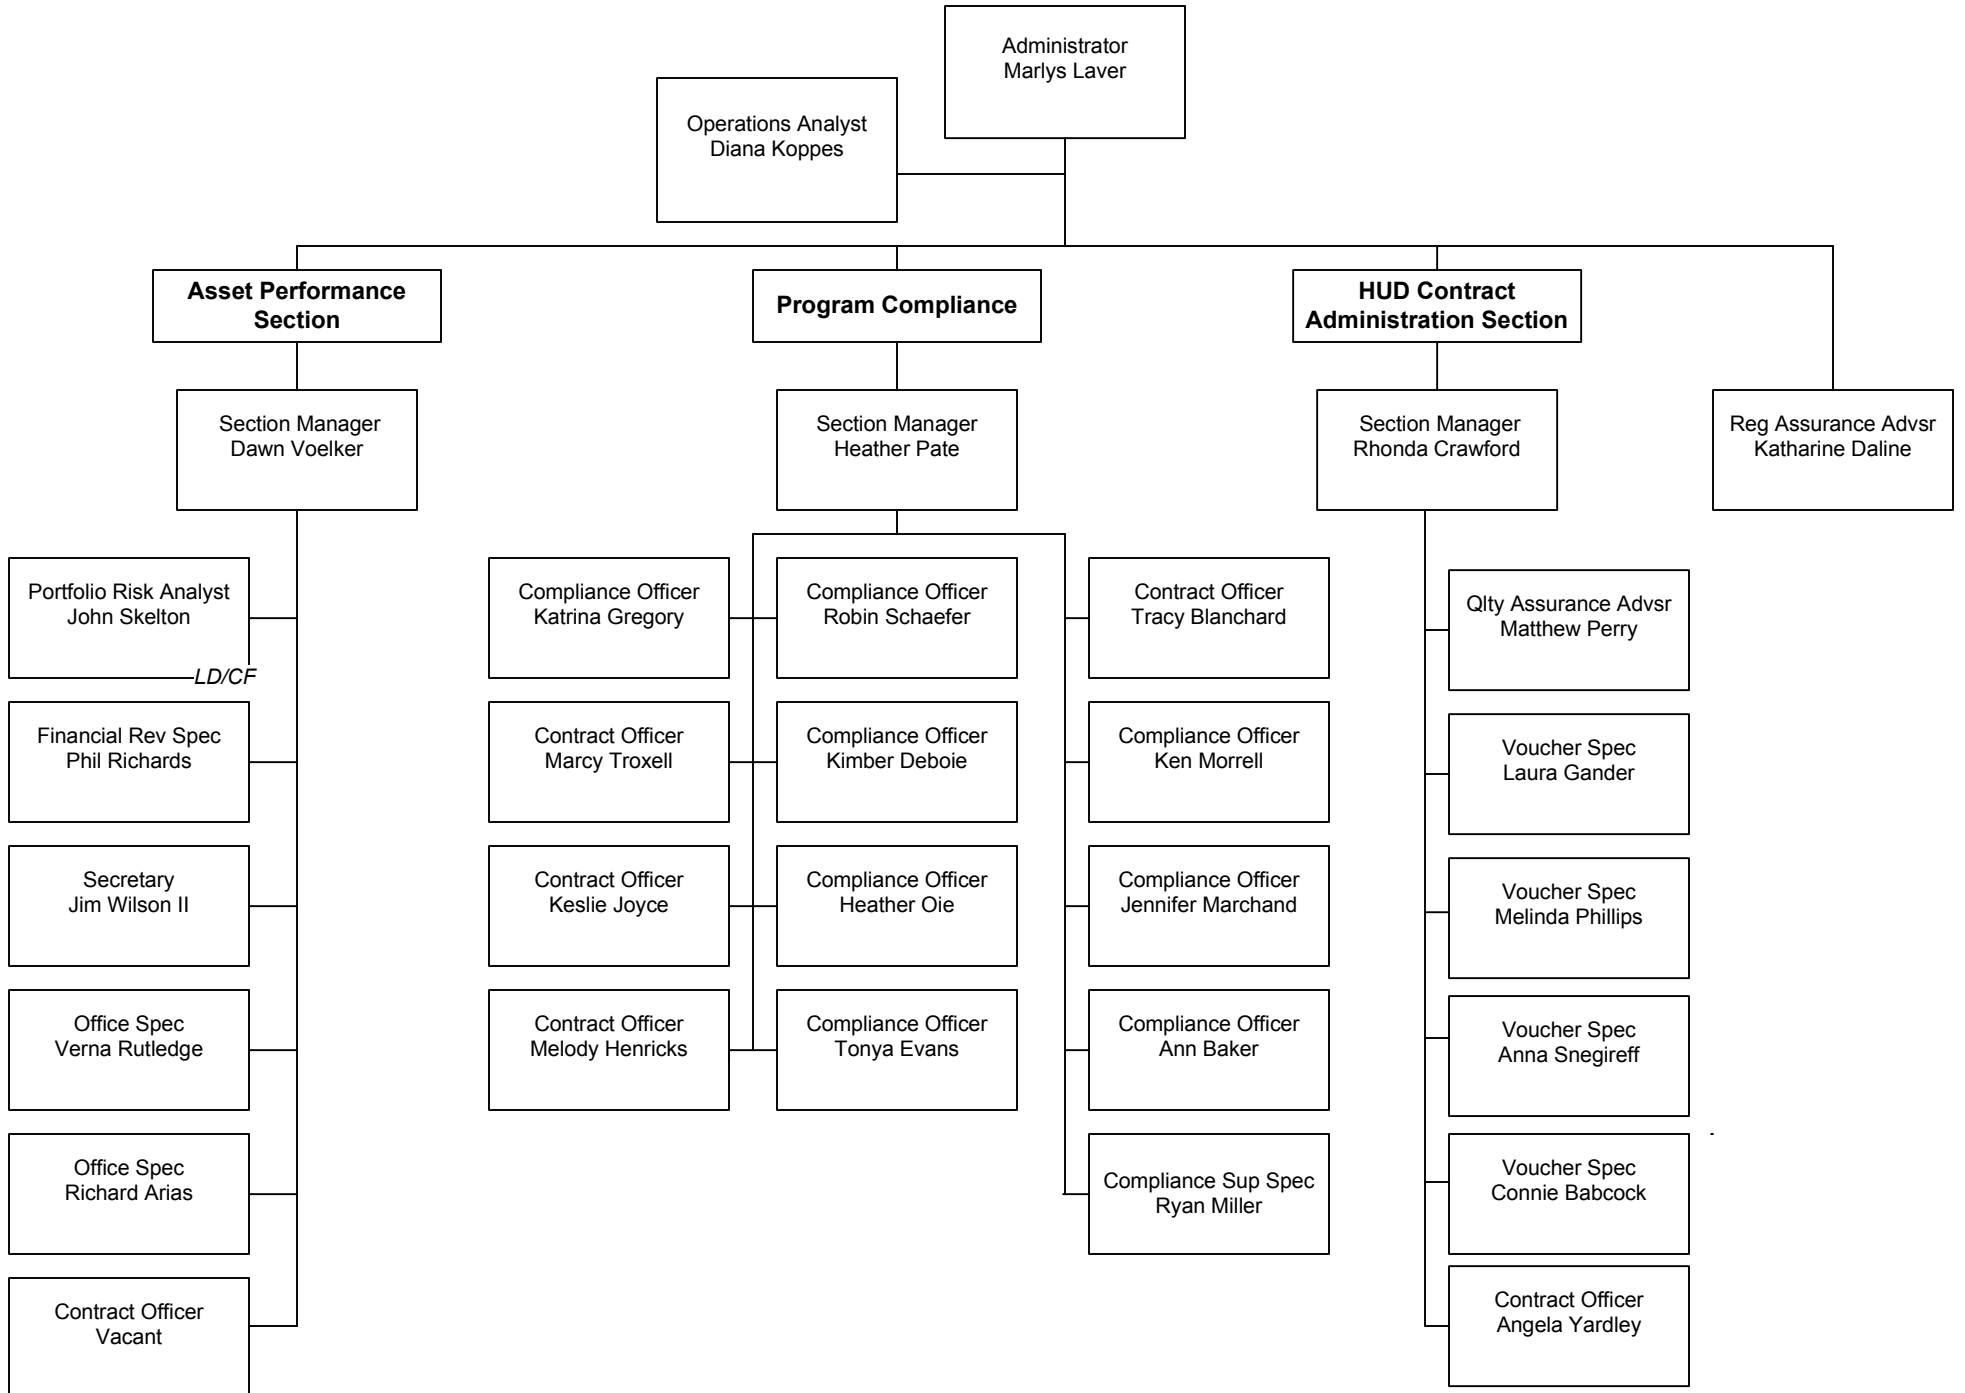 Administrator
Marlys Laver
Operations Analyst
Diana Koppes
Asset Performance
Section
Program Compliance
HUD Contract
Administration Section
Section Manager
Dawn Voelker
Section Manager
Heather Pate
Section Manager
Rhonda Crawford
Reg Assurance Advsr
Katharine Daline
Portfolio Risk Analyst
John Skelton
LD/CF
Financial Rev Spec
Phil Richards
Secretary
Jim Wilson II
Office Spec
Verna Rutledge
Office Spec
Richard Arias
Contract Officer
Vacant
Compliance Officer
Katrina Gregory
Contract Officer
Marcy Troxell
Contract Officer
Keslie Joyce
Contract Officer
Melody Henricks
Compliance Officer
Robin Schaefer
Compliance Officer
Kimber Deboie
Compliance Officer
Heather Oie
Compliance Officer
Tonya Evans
Contract Officer
Tracy Blanchard
Compliance Officer
Ken Morrell
Compliance Officer
Jennifer Marchand
Compliance Officer
Ann Baker
Compliance Sup Spec
Ryan Miller
Qlty Assurance Advsr
Matthew Perry
Voucher Spec
Laura Gander
Voucher Spec
Melinda Phillips
Voucher Spec
Anna Snegireff
Voucher Spec
Connie Babcock
Contract Officer
Angela Yardley